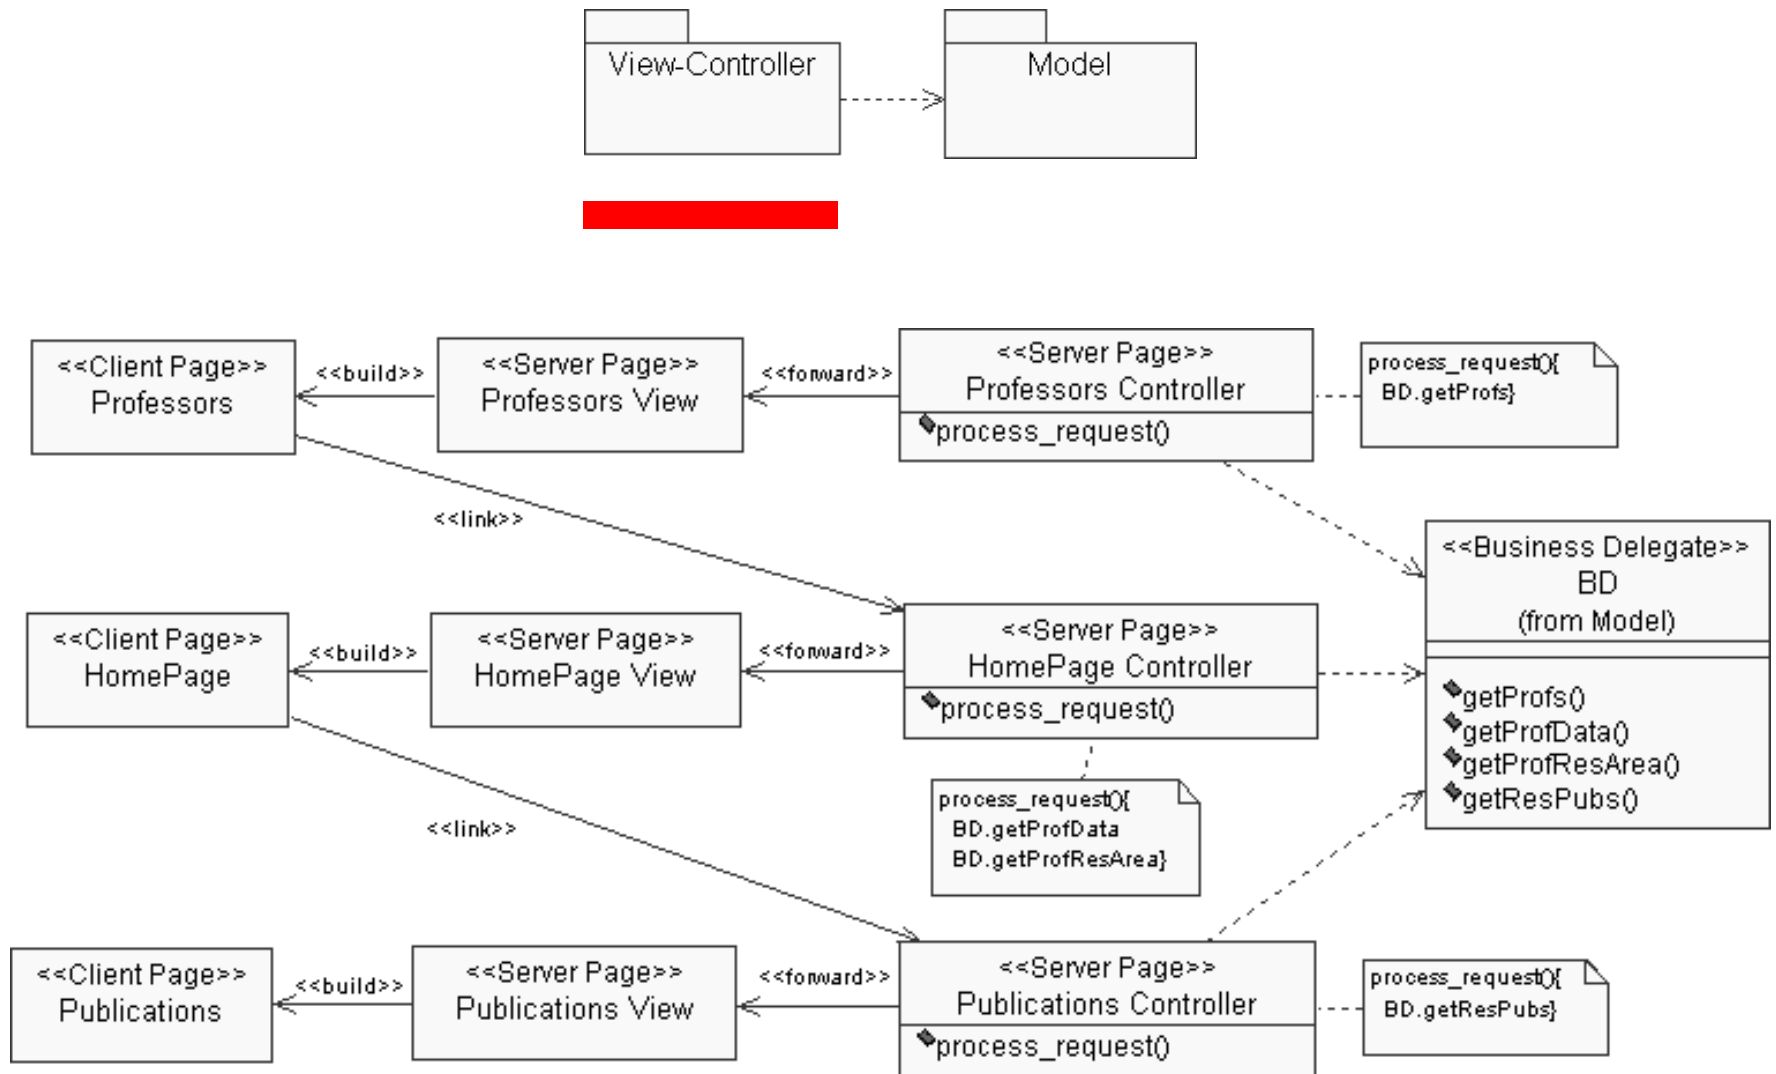 View-Controller
Model
<<Client Page>>
Professors
<<build>>
<<Server Page>>
Professors View
<<forward>>
<<Server Page>>
Professors Controller
process_request()
process_request(){
BD.getProfs}
<<link>>
<<Business Delegate>>
BD
(from Model)
getProfs()
getProfData()
getProfResArea()
getResPubs()
<<Client Page>>
HomePage
<<build>>
<<Server Page>>
HomePage View
<<forward>>
<<Server Page>>
HomePage Controller
process_request()
process_request(){
BD.getProfData
BD.getProfResArea}
<<link>>
<<Client Page>>
Publications
<<build>>
<<Server Page>>
Publications View
<<forward>>
<<Server Page>>
Publications Controller
process_request()
process_request(){
BD.getResPubs}